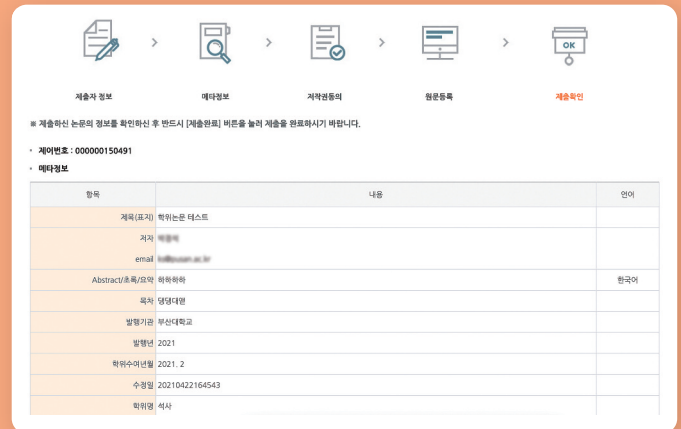 OK
제출자 정보 메타정보 저작권동의 원문등록 제출확인
※ 제출하신 논문의 정보를 확인하신 후 반드시 [제출완료] 버튼을 눌러 제출을 완료하시기 바랍니다.
· 제어번호 : 000000150491
· 메타정보
항목 내용 언어
제목(표지) 학위논문 테스트
저자
email
Abstract/초록/요약 하하하하 한국어
목차 댕댕대맫
발행기관 부산대학교
발행년 2021
학위수여년월 2021. 2
수정일 20210422164543
학위명 석사